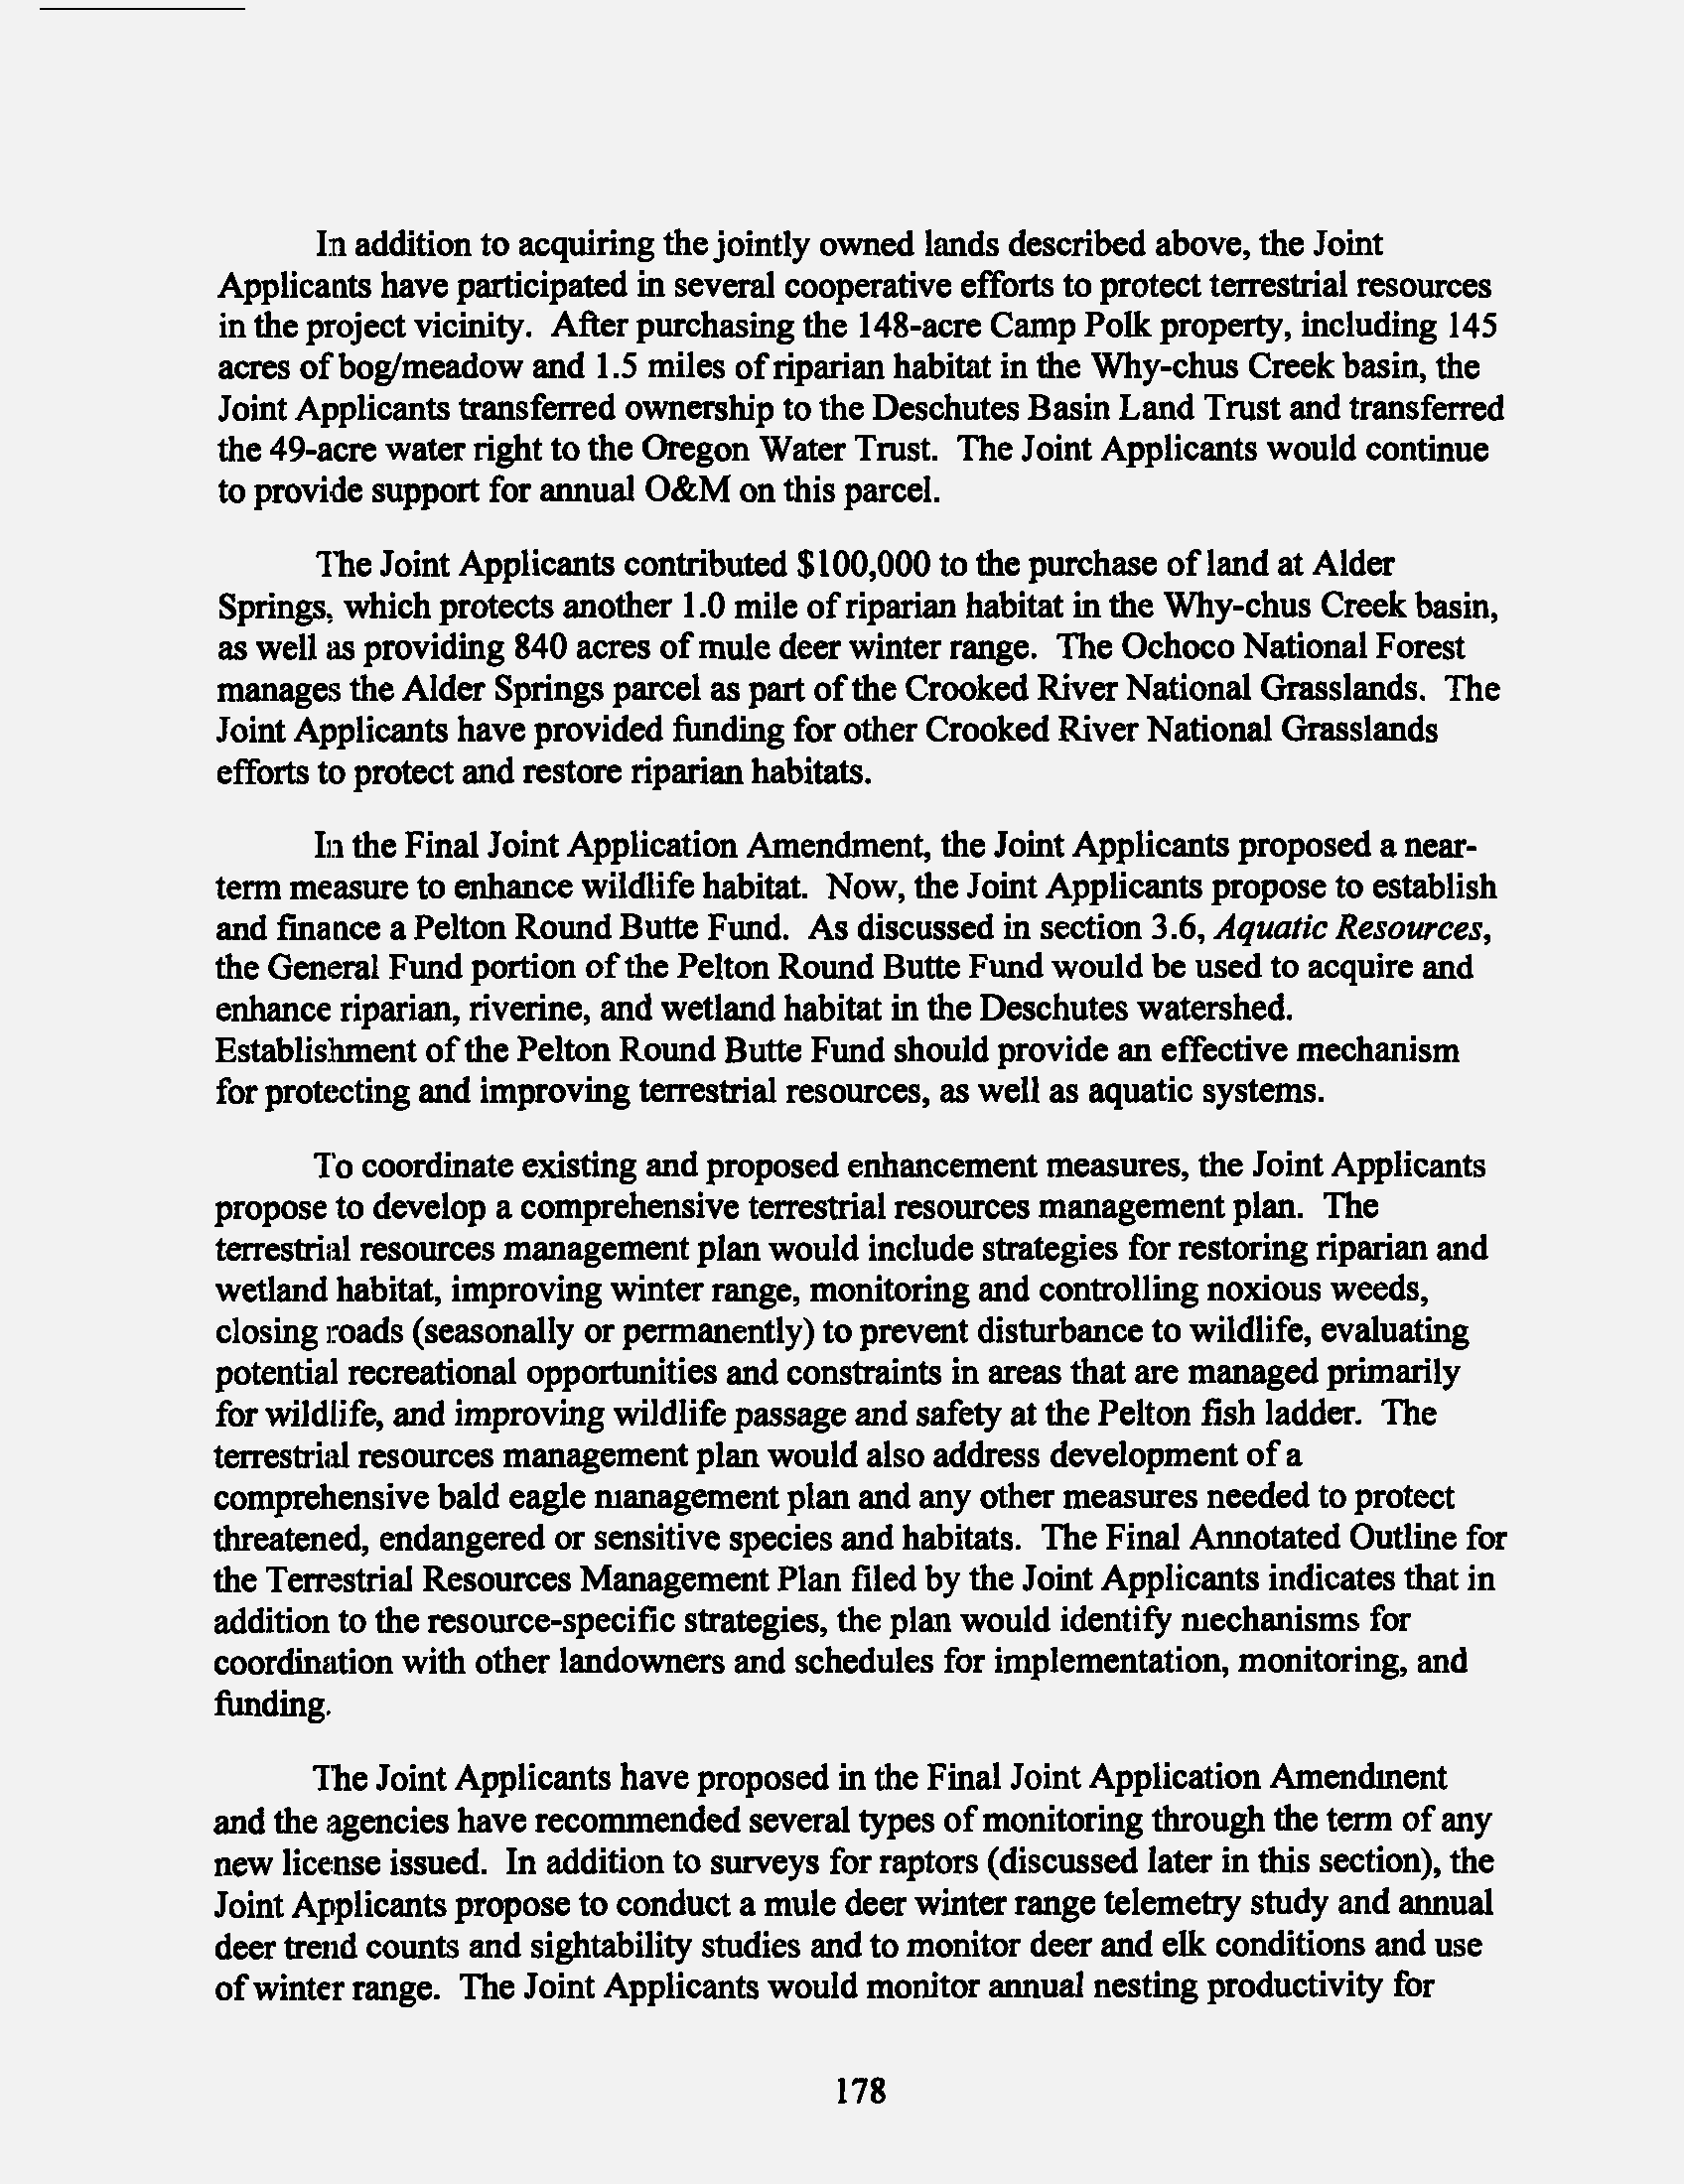 In addition to acquiring the jointly owned lands described above, the Joint
Applicants have participated in several cooperative efforts to protect terrestrial resources
in the project vicinity. After purchasing the 148-acre Camp Polk property, including 145
acres of bog/meadow and 1.5 miles of riparian habitat in the Why-chus Creek basin, the
Joint Applicants transferred ownership to the Deschutes Basin Land Trust and transferred
the 49-acre water right to the Oregon Water Trust. The Joint Applicants would continue
to provide support for annual O&M on this parcel.
The Joint Applicants contributed $100,000 to the purchase of land at Alder
Springs, which protects another 1.0 mile of riparian habitat in the Why-chus Creek basin,
as well as providing 840 acres of mule deer winter range. The Ochoco National Forest
manages the Alder Springs parcel as part of the Crooked River National Grasslands. The
Joint Applicants have provided funding for other Crooked River National Grasslands
efforts to protect and restore riparian habitats.
In the Final Joint Application Amendment, the Joint Applicants proposed a near-
term measure to enhance wildlife habitat. Now, the Joint Applicants propose to establish
and finance a Pelton Round Butte Fund. As discussed in section 3.6, Aquatic Resources,
the General Fund portion of the Pelton Round Butte Fund would be used to acquire and
enhance riparian, riverine, and wetland habitat in the Deschutes watershed.
Establishment of the Pelton Round Butte Fund should provide an effective mechanism
for protecting and improving terrestrial resources, as well as aquatic systems.
To coordinate existing and proposed enhancement measures, the Joint Applicants
propose to develop a comprehensive terrestrial resources management plan. The
terrestrial resources management plan would include strategies for restoring riparian and
wetland habitat, improving winter range, monitoring and controlling noxious weeds,
closing roads (seasonally or permanently) to prevent disturbance to wildlife, evaluating
potential recreational opportunities and constraints in areas that are managed primarily
for wildlife, and improving wildlife passage and safety at the Pelton fish ladder. The
terrestrial resources management plan would also address development of a
comprehensive bald eagle management plan and any other measures needed to protect
threatened, endangered or sensitive species and habitats. The Final Annotated Outline for
the Terrestrial Resources Management Plan filed by the Joint Applicants indicates that in
addition to the resource-specific strategies, the plan would identify mechanisms for
coordination with other landowners and schedules for implementation, monitoring, and
funding.
The Joint Applicants have proposed in the Final Joint Application Amendment
and the agencies have recommended several types of monitoring through the term of any
new license issued. In addition to surveys for raptors (discussed later in this section), the
Joint Applicants propose to conduct a mule deer winter range telemetry study and annual
deer trend counts and sightability studies and to monitor deer and elk conditions and use
of winter range. The Joint Applicants would monitor annual nesting productivity for
178